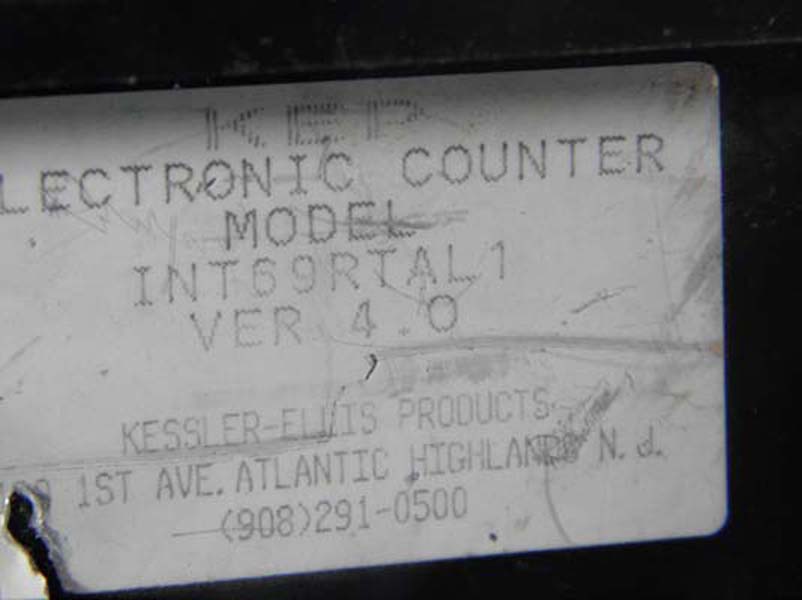 KEP
LECTRONIC COUNTER
MODEL
INT69RTAL1
VER 4.0
KESSLER-ELLIS PRODUCTS
1ST AVE. ATLANTIC HIGHLANDS N.J.
(908)291-0500